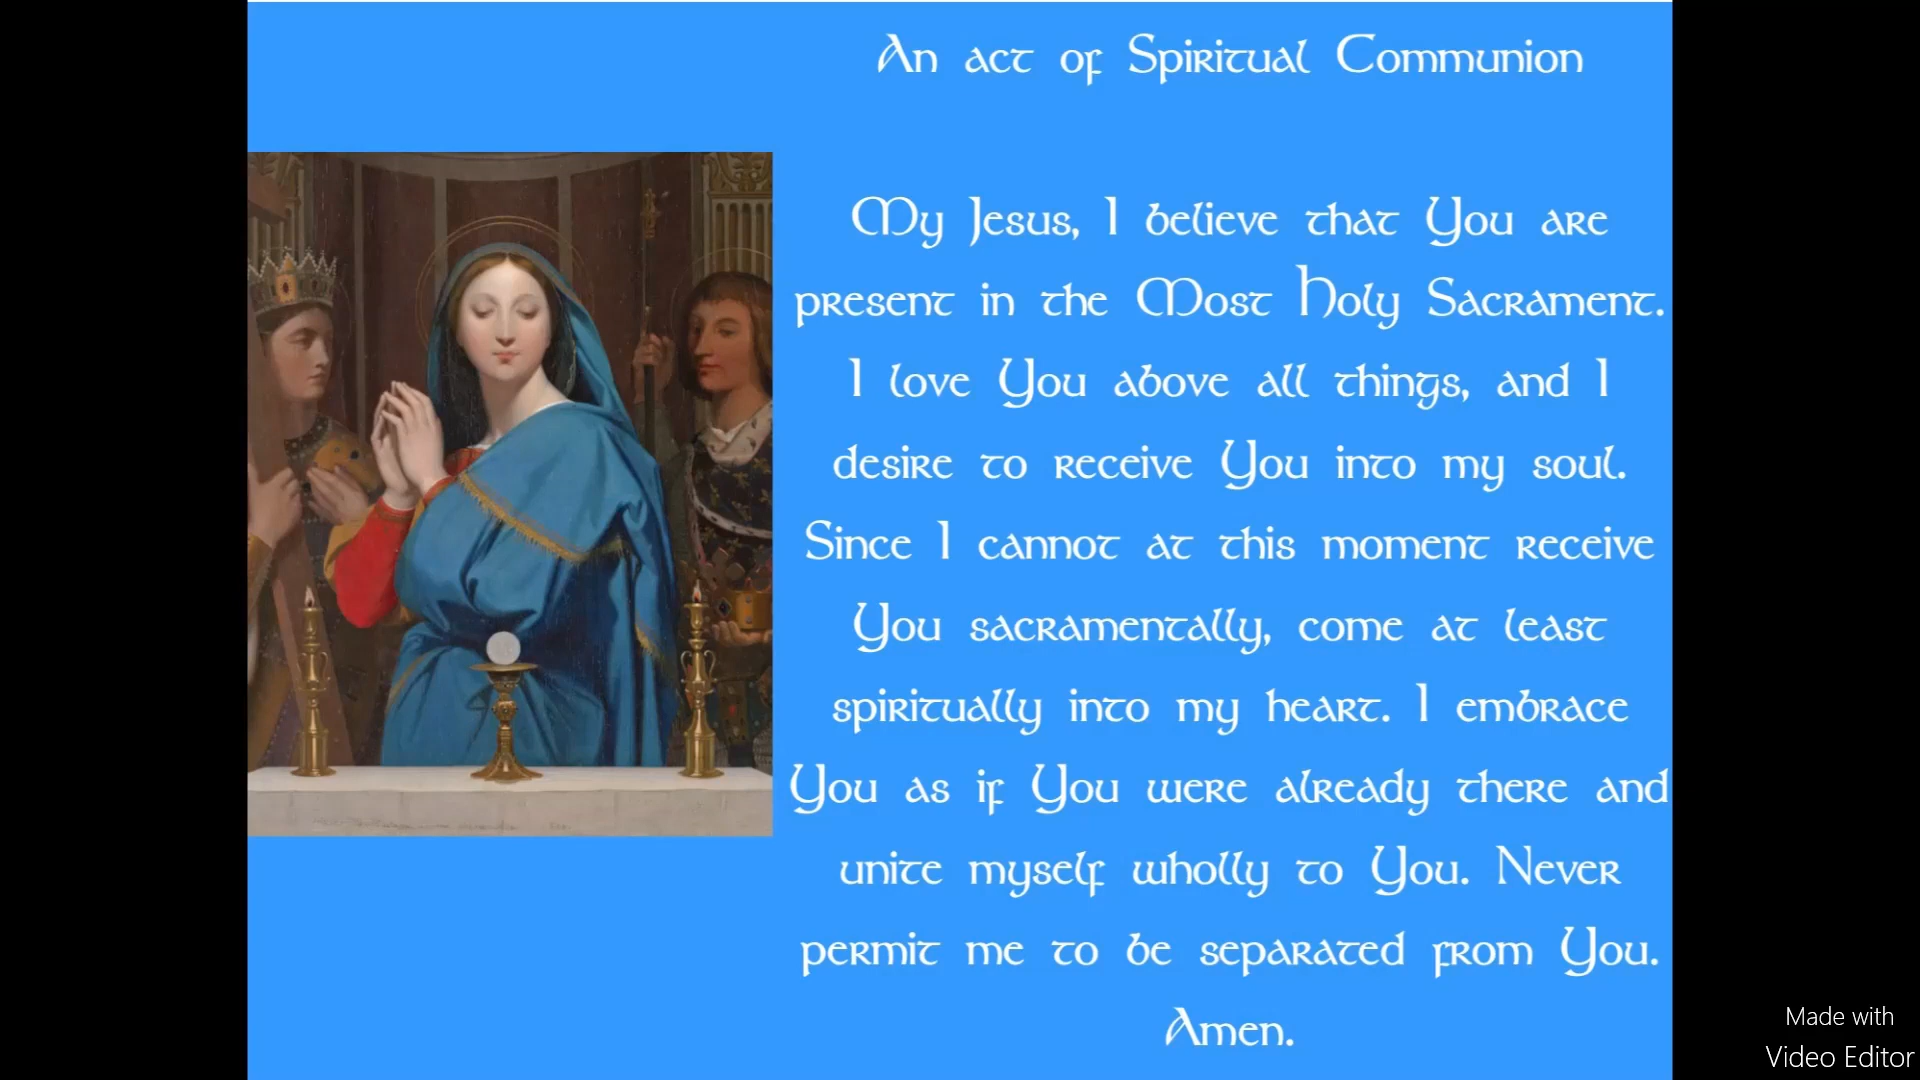 An act of Spiritual Communion
My Jesus, I believe that You are
present in the Most Holy Sacrament.
I love You above all things, and I
desire to receive You into my soul.
Since I cannot at this moment receive
You sacramentally, come at least
spiritually into my heart. I embrace
You as if You were already there and
unite myself wholly to You. Never
permit me to be separated from You.
Amen.
Made with
Video Editor